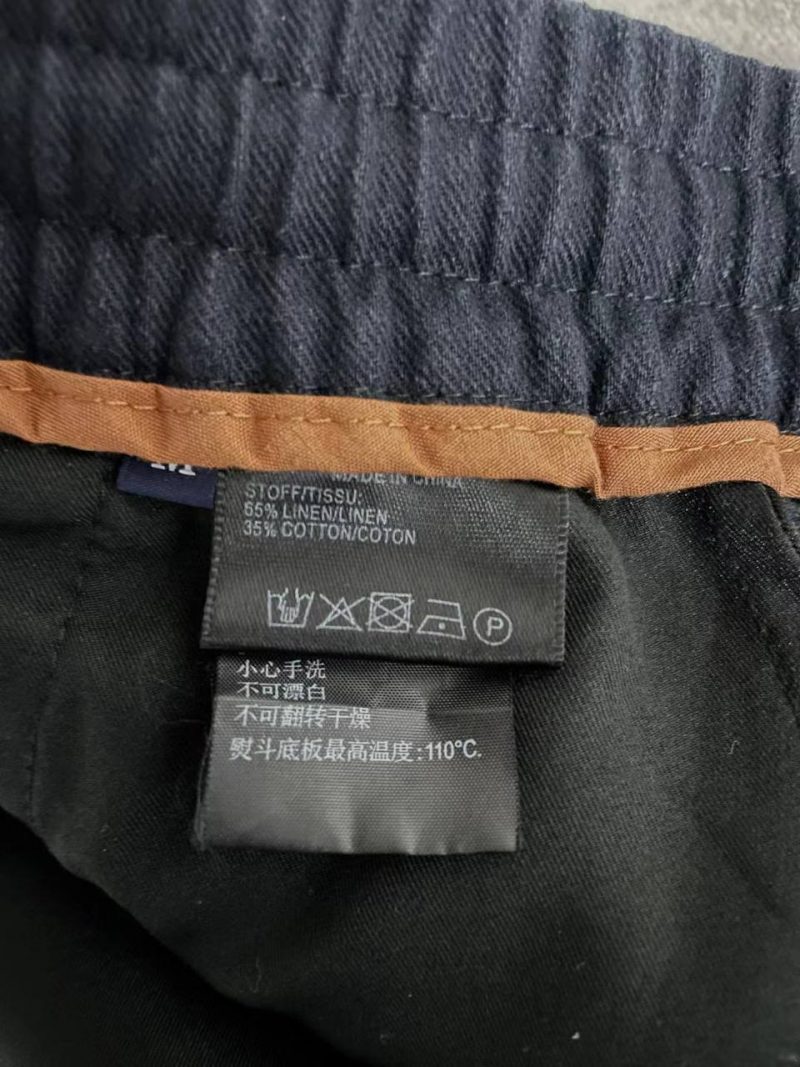 M
MADE IN CHINA
STOFF/TISSU:
65% LINEN/LINEN
35% COTTON/COTON
P
小心手洗
不可漂白
不可翻转干燥
熨斗底板最高温度:110°C.